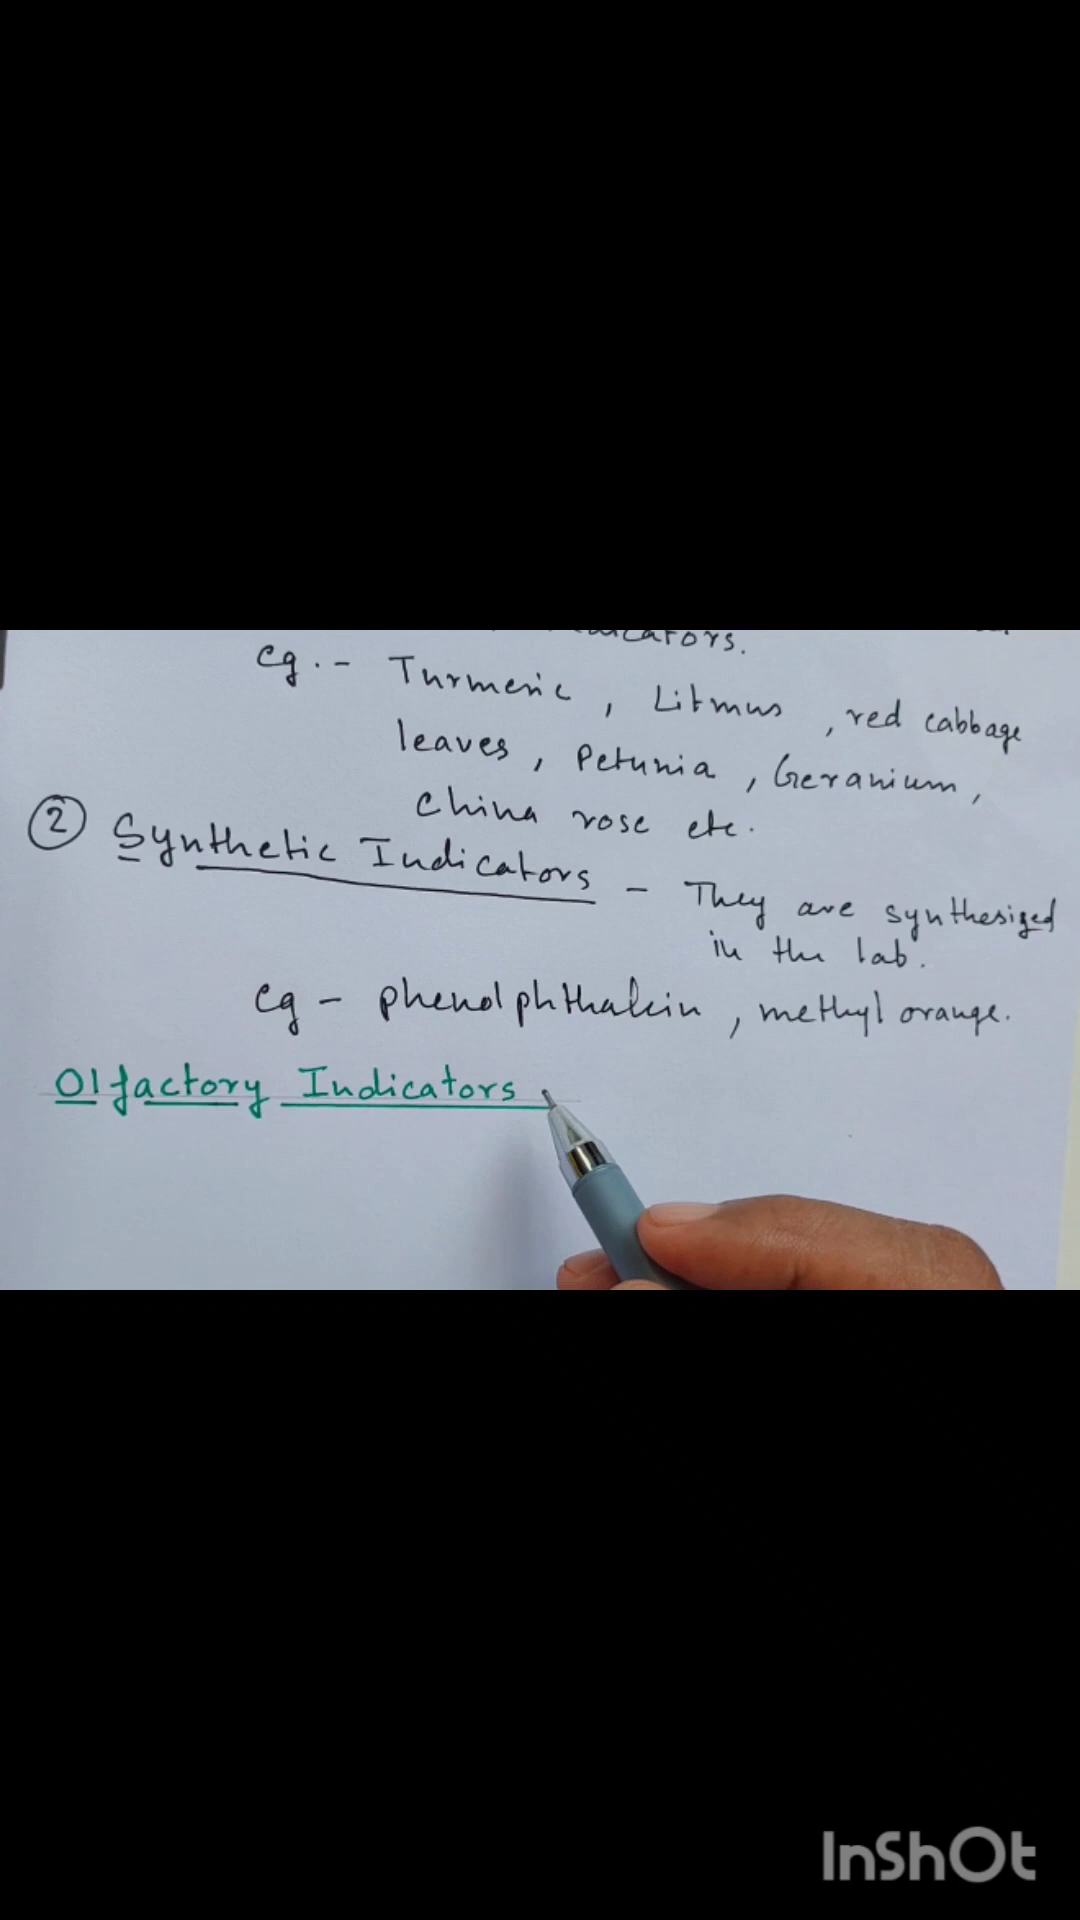 eg. - Turmeric, Litmus, red cabbage
leaves, Petunia, Geranium,
China rose etc.
② Synthetic Indicators - They are synthesized
in the lab.
eg - phenolphthalein, methyl orange.
Olfactory Indicators
InShOt